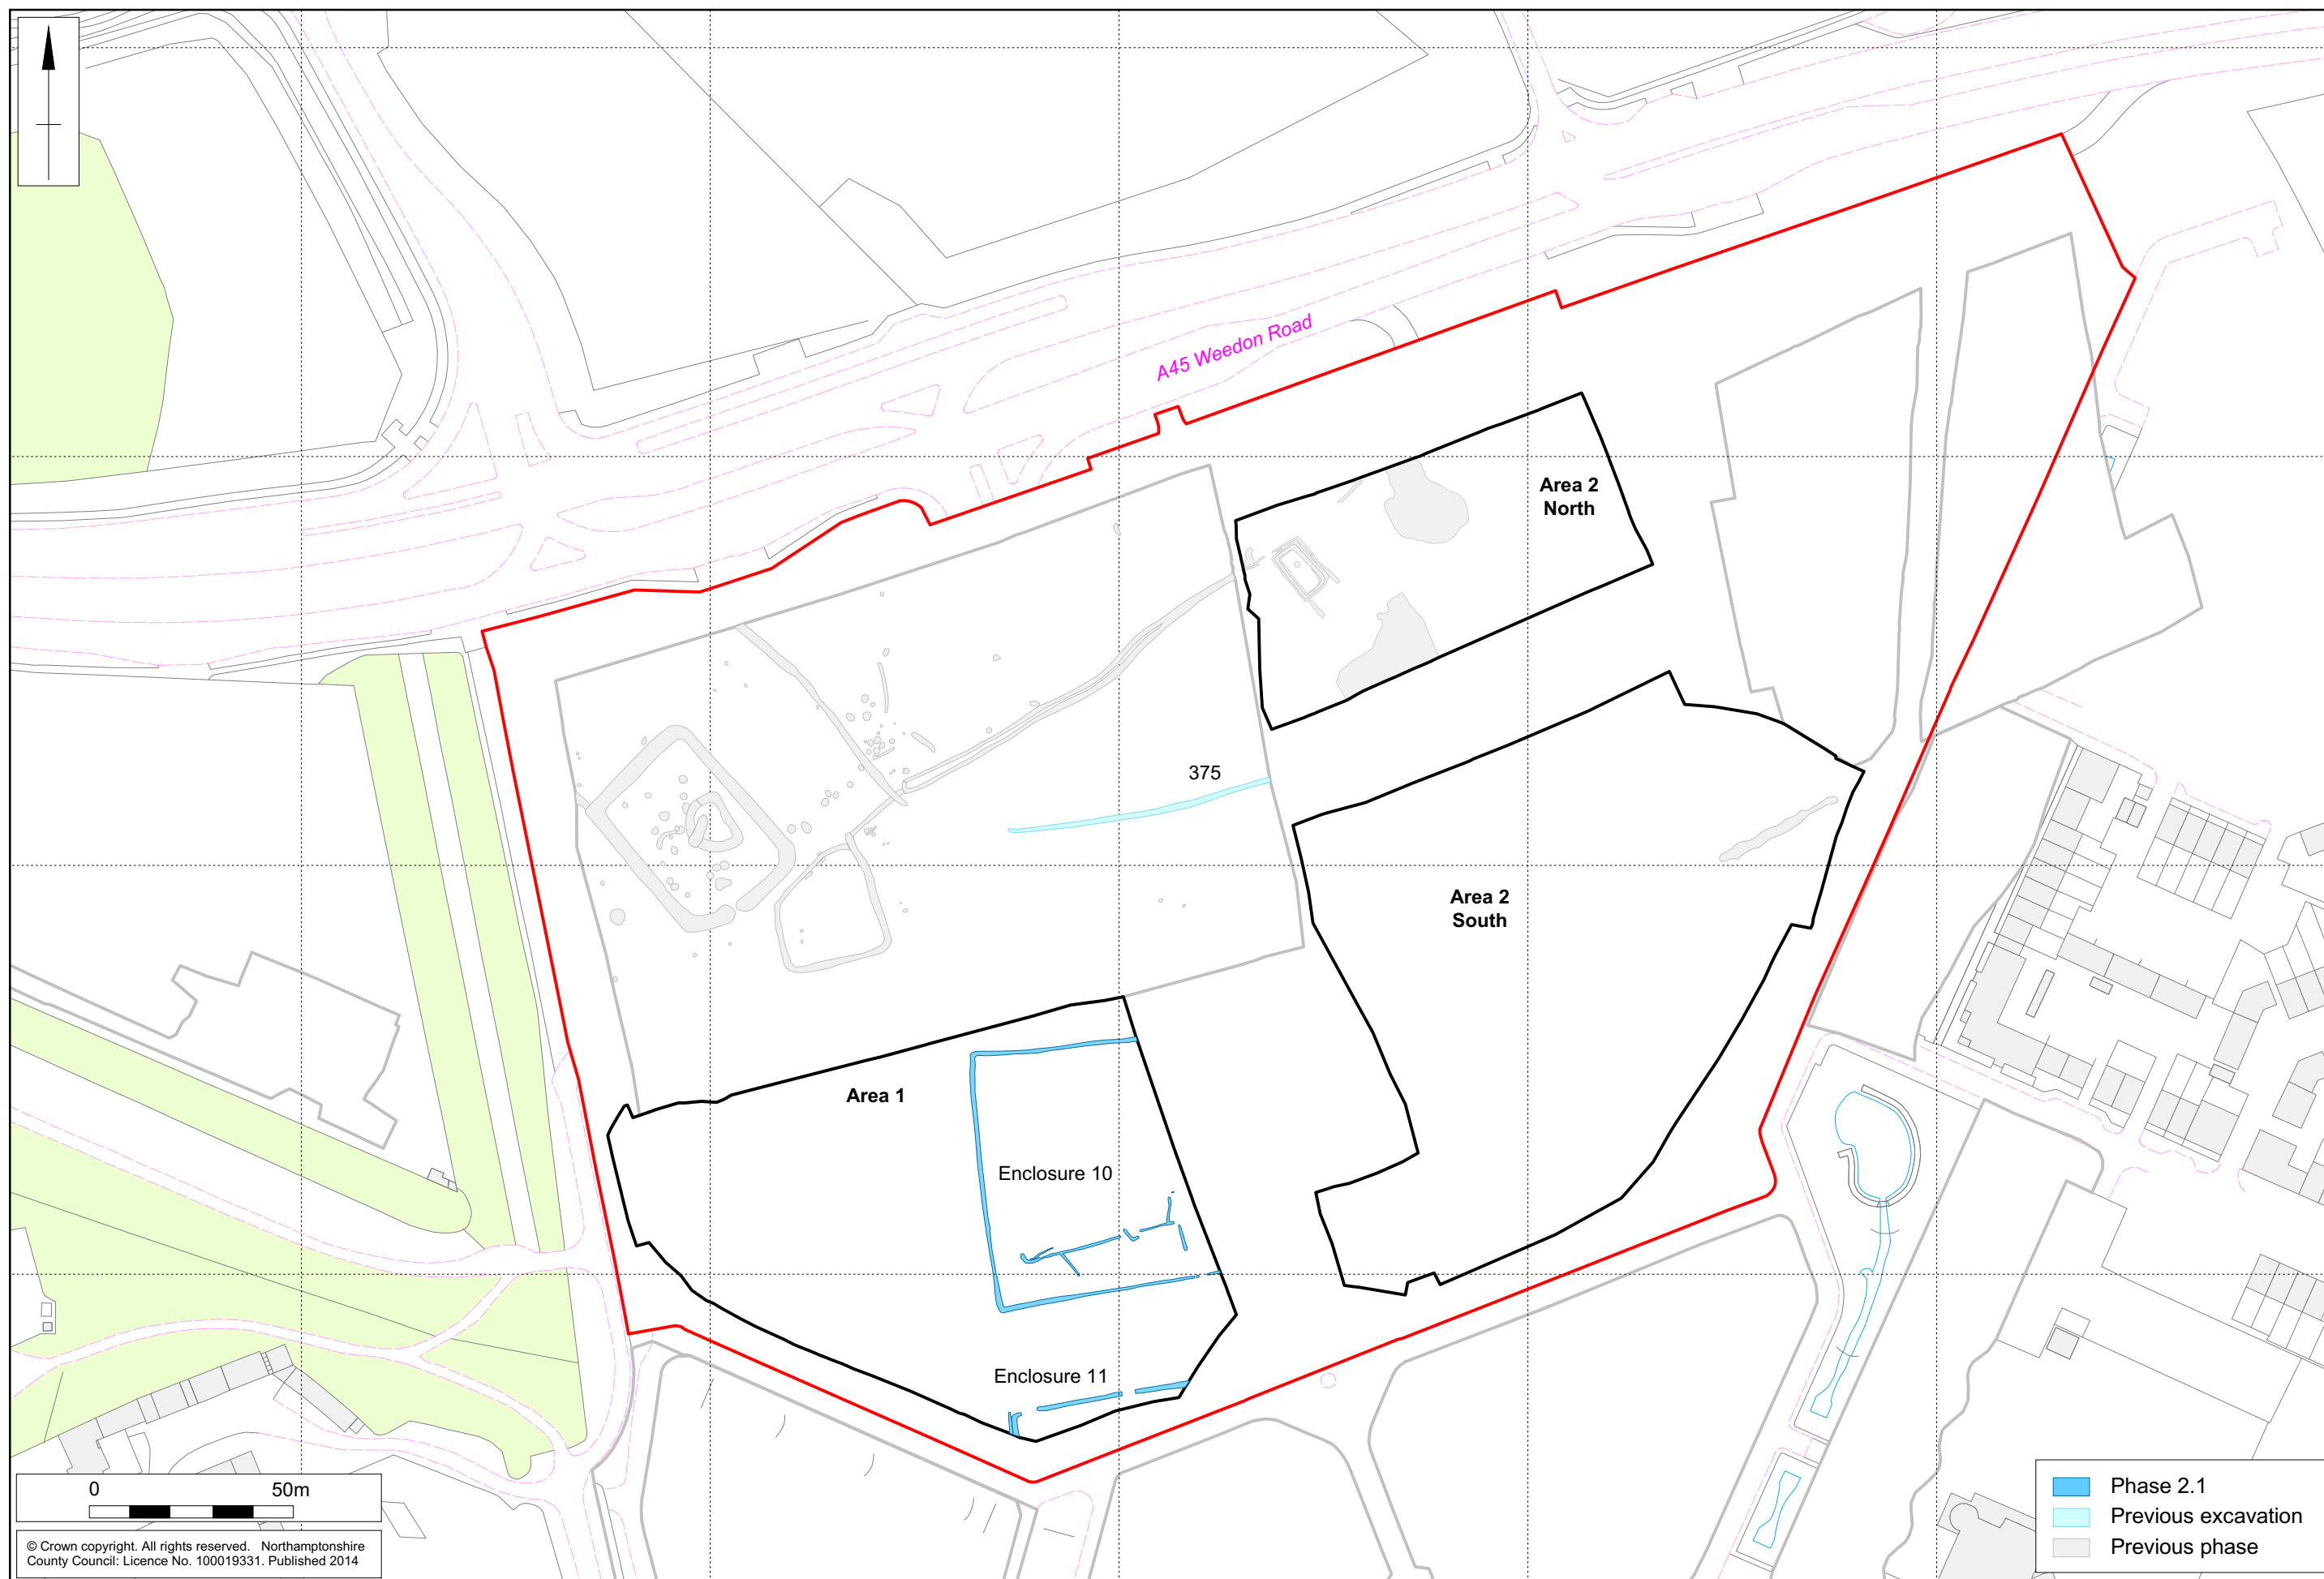 A45 Weedon Road
Area 2
North
375
Area 2
South
Area 1
Enclosure 10
Enclosure 11
0 50m
© Crown copyright. All rights reserved. Northamptonshire
County Council: Licence No. 100019331. Published 2014
Phase 2.1
Previous excavation
Previous phase